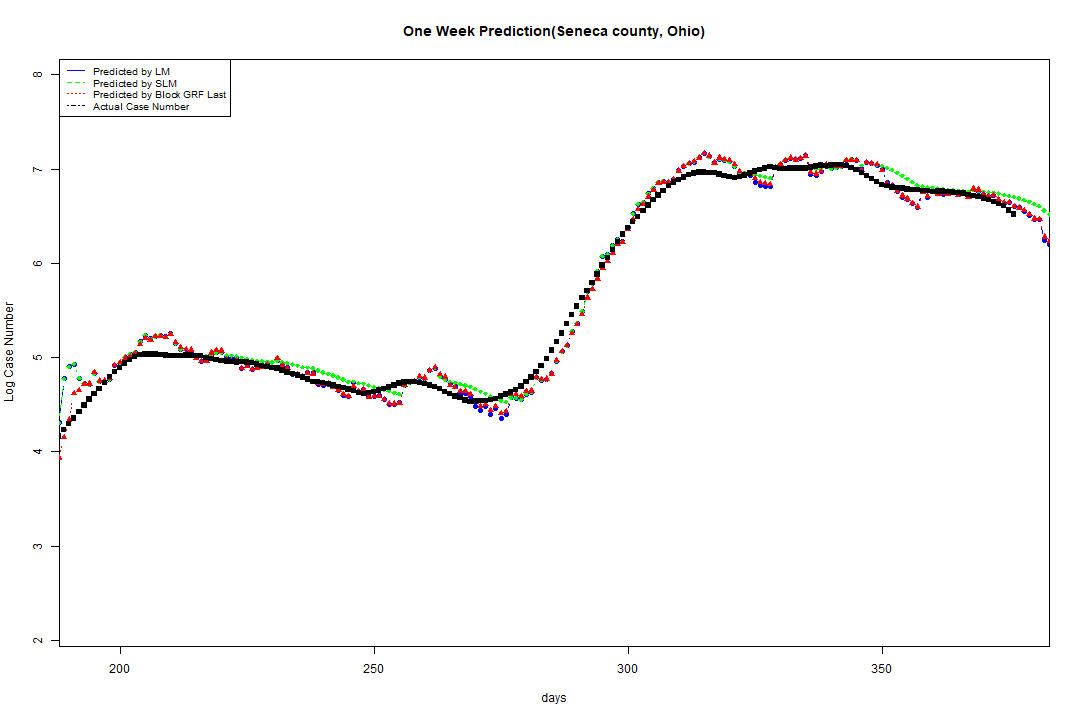 One Week Prediction(Seneca county, Ohio)
Predicted by LM
Predicted by SLM
Predicted by Block GRF Last
Actual Case Number
8
7
6
5
4
3
2
Log Case Number
200
250
300
350
days